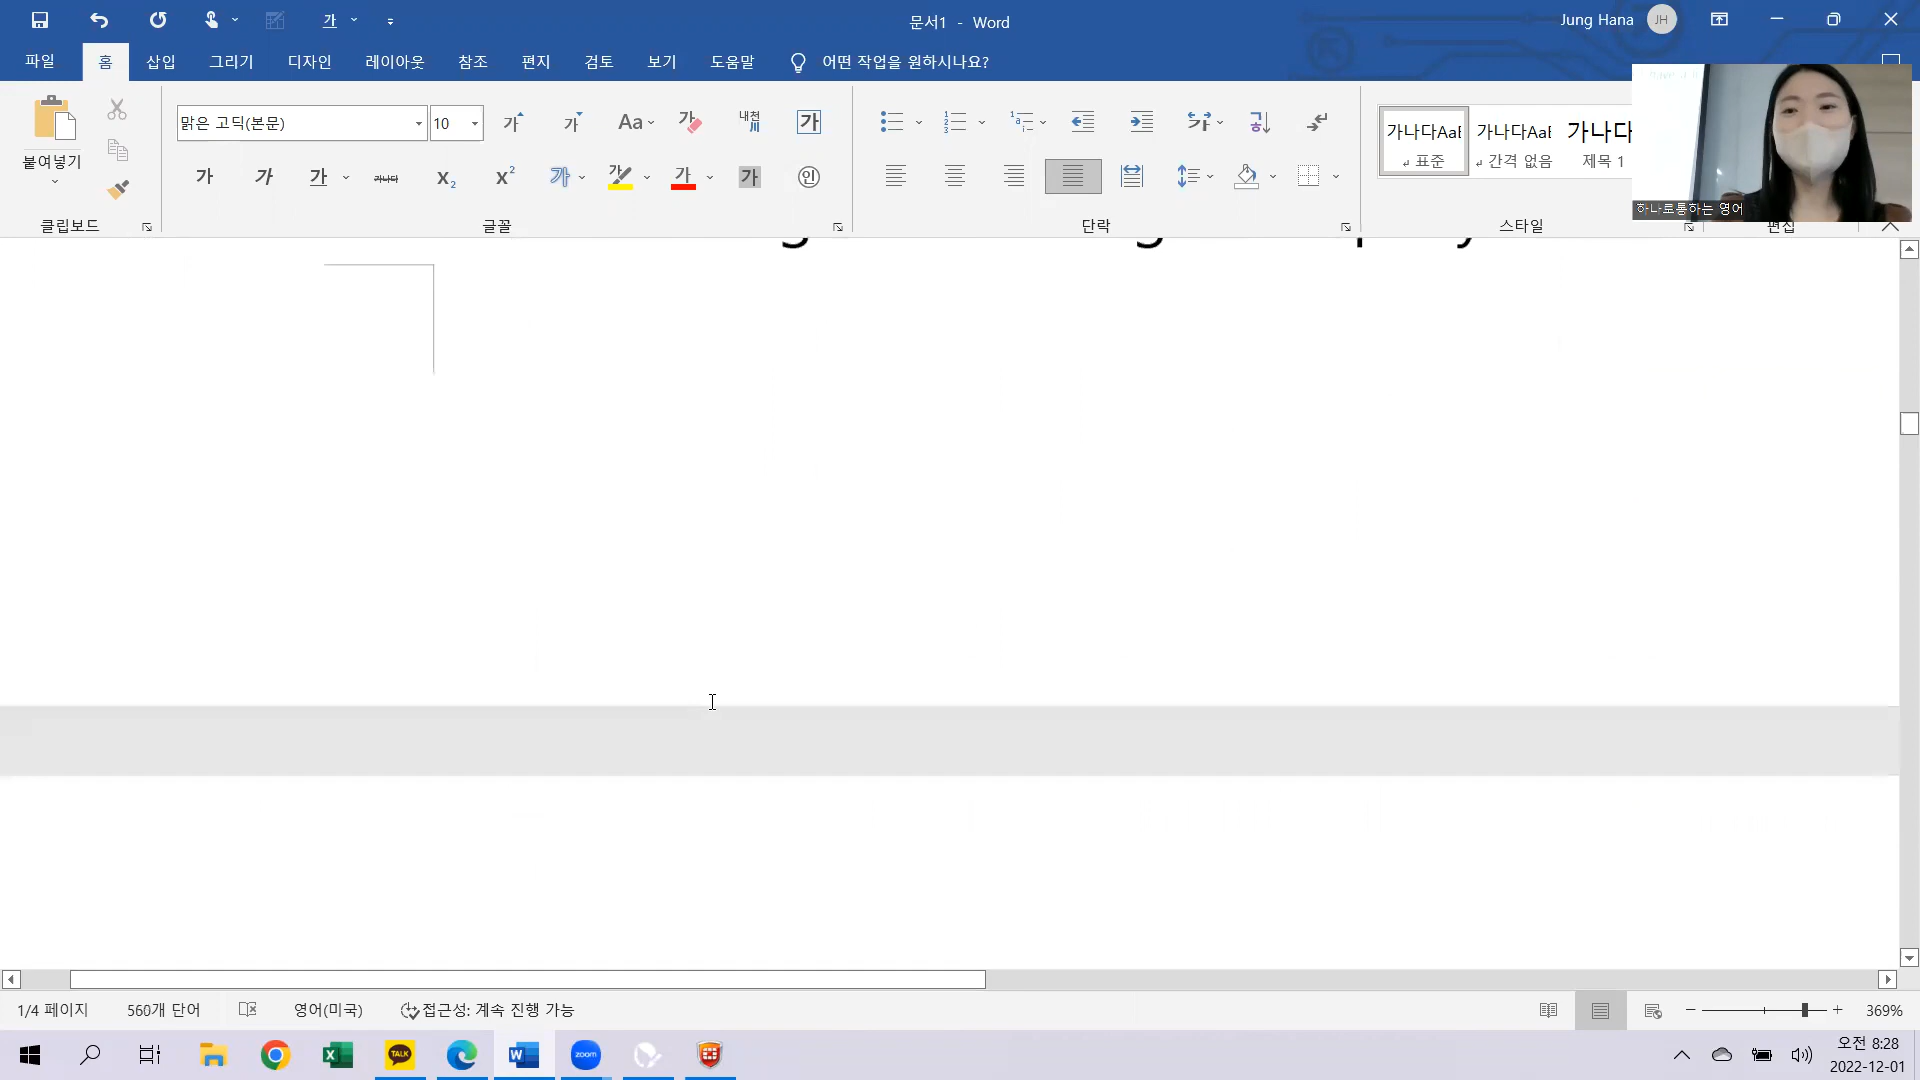 문서1 - Word
Jung Hana
JH
파일
홈
삽입
그리기
디자인
레이아웃
참조
편지
검토
보기
도움말
어떤 작업을 원하시나요?
붙여넣기
클립보드
맑은 고딕(본문)
10
글꼴
단락
가나다AaI
표준
가나다AaI
간격 없음
가나다
제목 1
스타일
편집
하나로통하는 영어
1/4 페이지
560개 단어
영어(미국)
접근성: 계속 진행 가능
369%
TALK
zoom
오전 8:28
2022-12-01